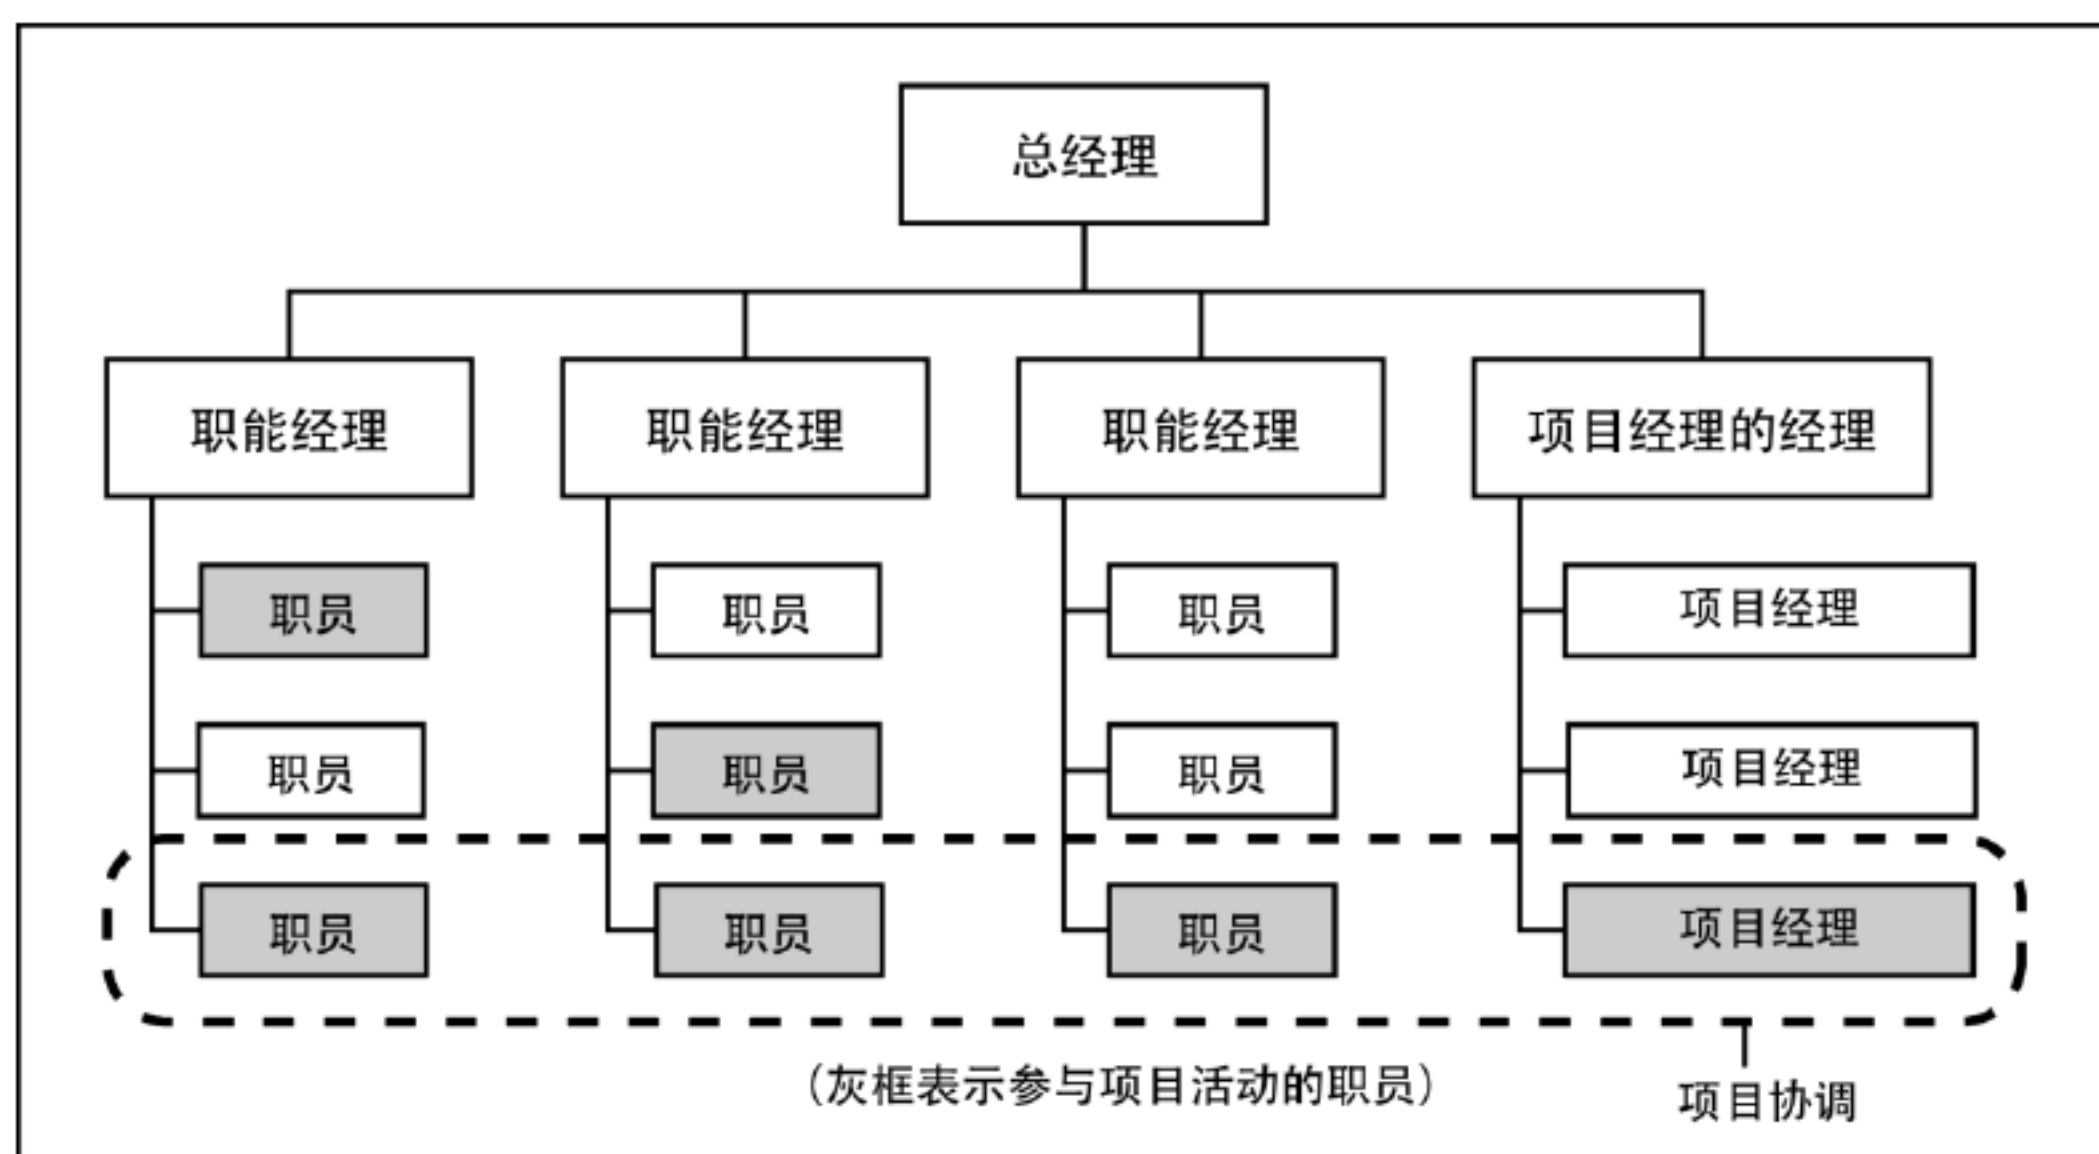 总经理
职能经理 职能经理 职能经理 项目经理的经理
职员 职员 职员 项目经理
职员 职员 职员 项目经理
职员 职员 职员 项目经理
（灰框表示参与项目活动的职员）
项目协调